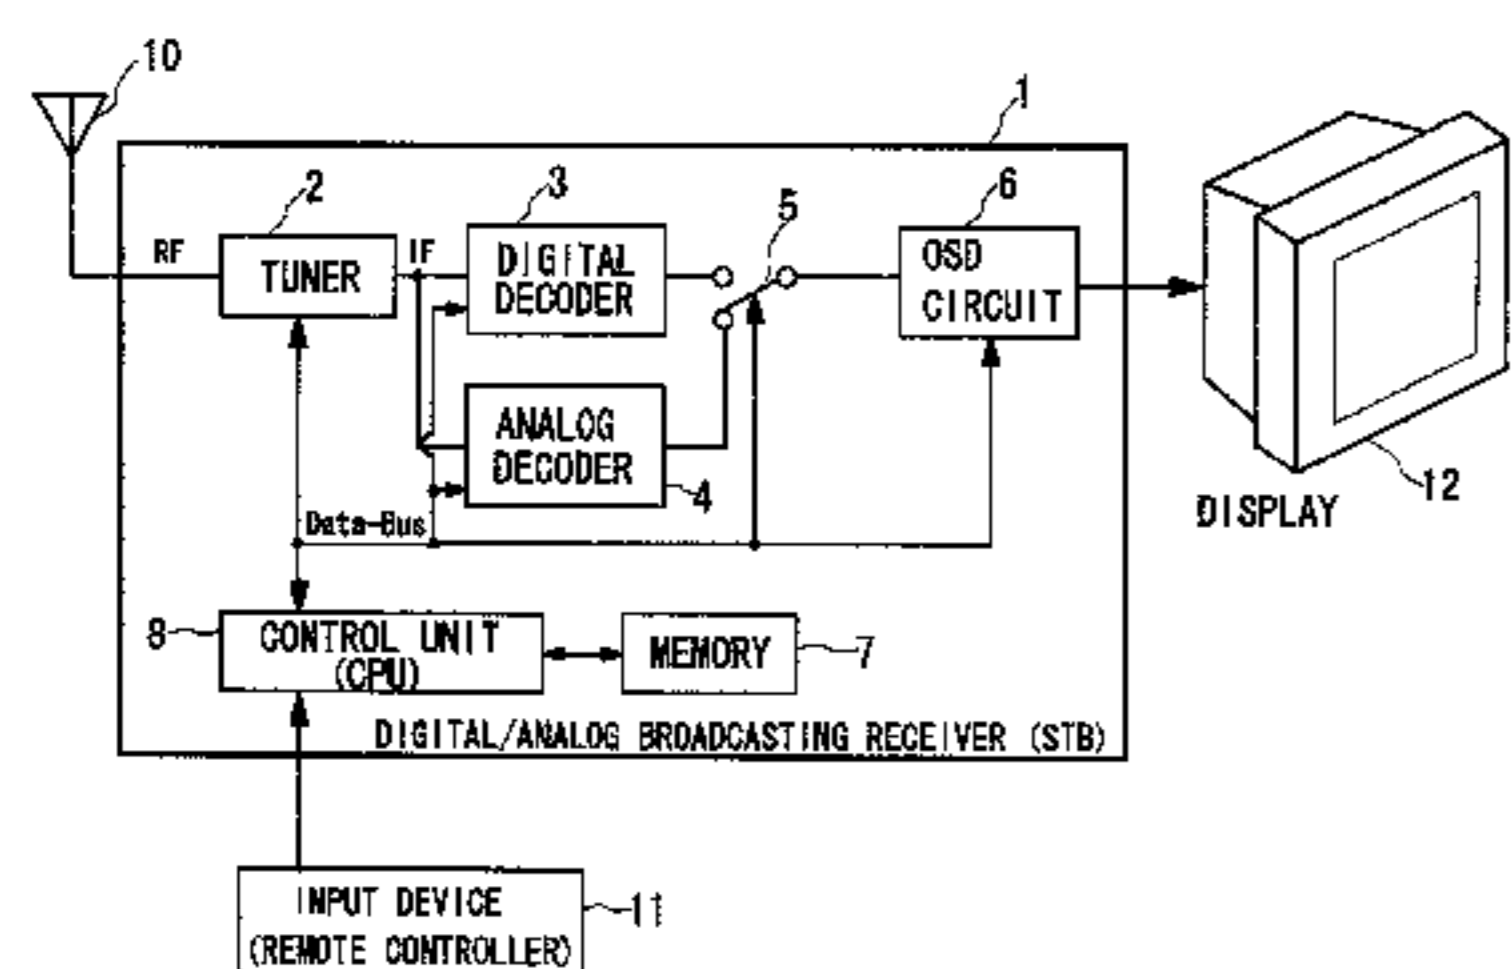 10
1
2
3
5
6
RF
TUNER
IF
DIGITAL
DECODER
OSD
CIRCUIT
ANALOG
DECODER
4
12
DISPLAY
Data-Bus
8
CONTROL UNIT
(CPU)
MEMORY
7
DIGITAL/ANALOG BROADCASTING RECEIVER (STB)
INPUT DEVICE
(REMOTE CONTROLLER)
11